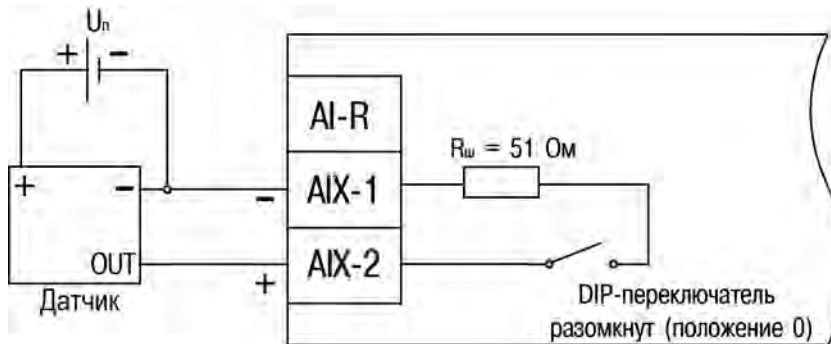 Uп
+ -
AI-R
Rш = 51 Ом
+ -
- AIX-1
OUT
+ AIX-2
Датчик
DIP-переключатель
разомкнут (положение 0)